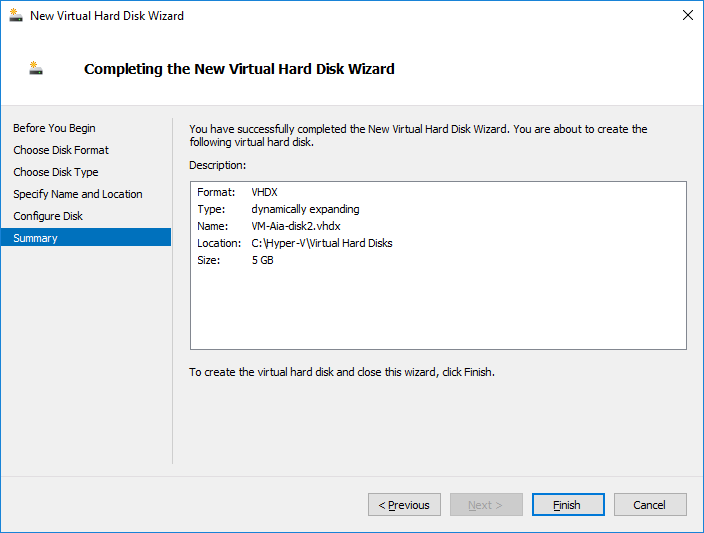 New Virtual Hard Disk Wizard
Completing the New Virtual Hard Disk Wizard
Before You Begin
Choose Disk Format
Choose Disk Type
Specify Name and Location
Configure Disk
Summary
You have successfully completed the New Virtual Hard Disk Wizard. You are about to create the
following virtual hard disk.
Description:
Format: VHDX
Type: dynamically expanding
Name: VM-Aia-disk2.vhdx
Location: C:\Hyper-V\Virtual Hard Disks
Size: 5 GB
To create the virtual hard disk and close this wizard, click Finish.
< Previous Next > Finish Cancel